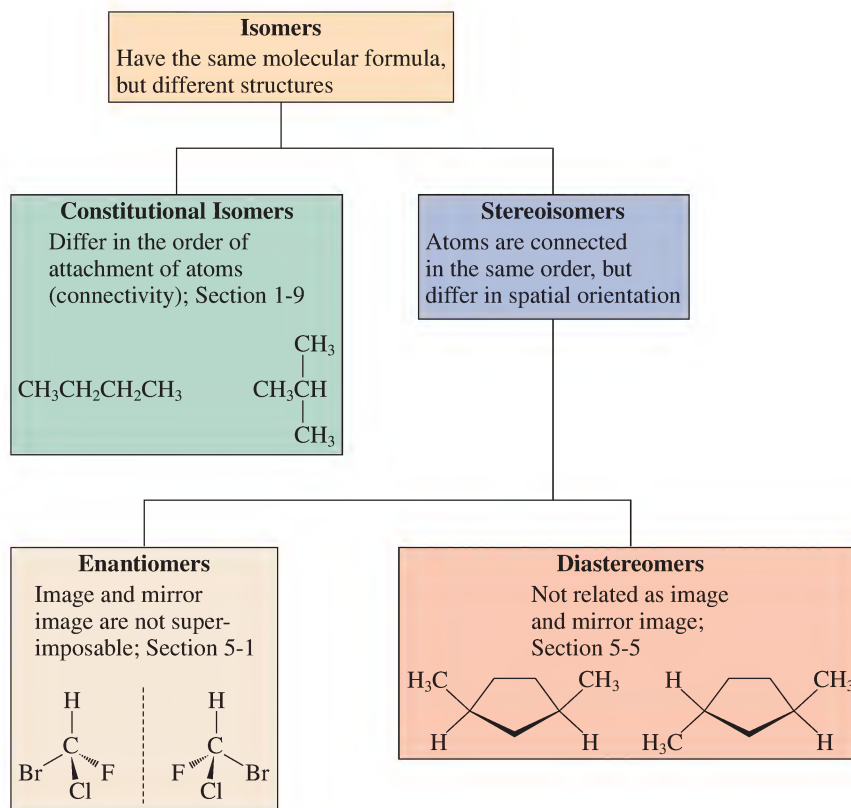 Isomers
Have the same molecular formula,
but different structures
Constitutional Isomers
Differ in the order of
attachment of atoms
(connectivity); Section 1-9
CH₃
CH₃CH₂CH₂CH₃ CH₃CH
CH₃
Stereoisomers
Atoms are connected
in the same order, but
differ in spatial orientation
Enantiomers
Image and mirror
image are not super-
imposable; Section 5-1
H H
C C
Br F F Br
Cl Cl
Diastereomers
Not related as image
and mirror image;
Section 5-5
H₃C CH₃ H CH₃
H H H₃C H